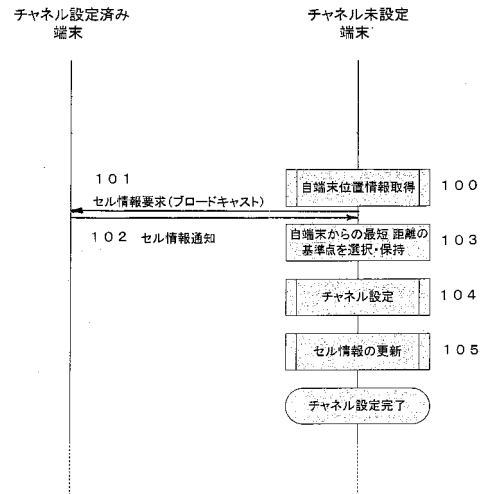 チャネル設定済み
端末
チャネル未設定
端末
101
セル情報要求(ブロードキャスト)
自端末位置情報取得
100
102 セル情報通知
自端末からの最短 距離の
基準点を選択・保持
103
チャネル設定
104
セル情報の更新
105
チャネル設定完了